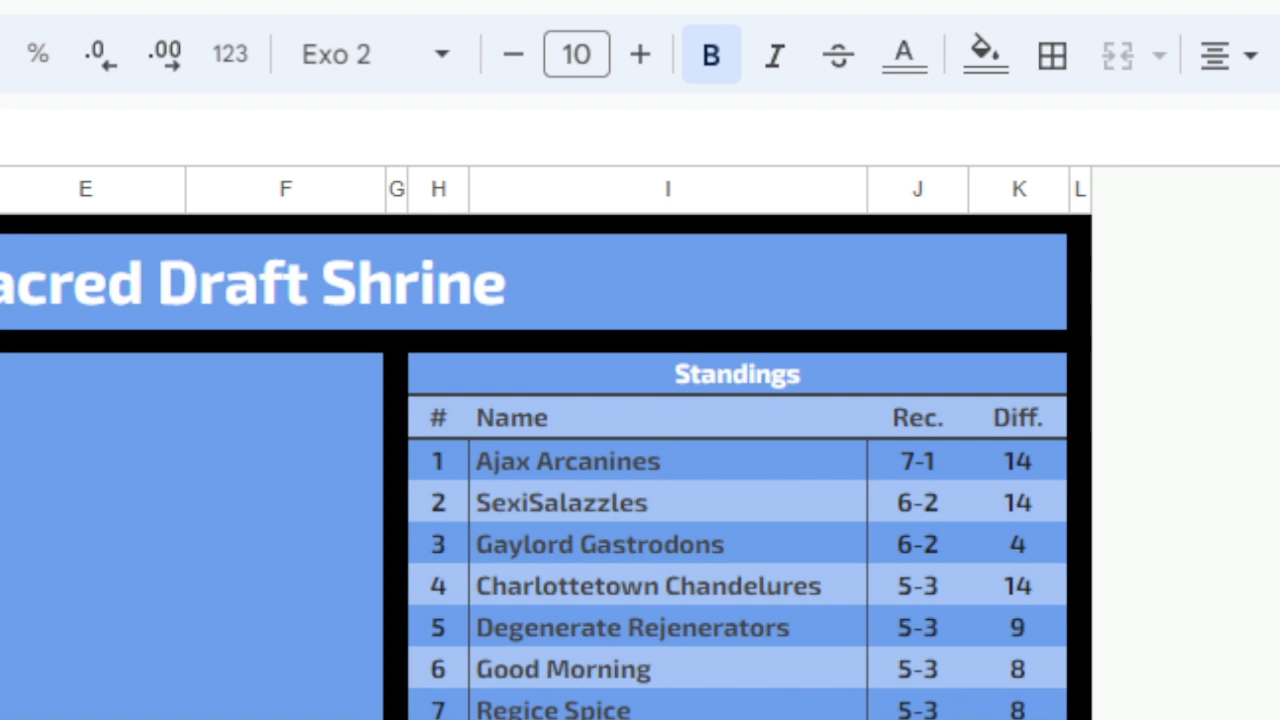 % .0 .00 123 Exo 2 10 B I S A
E F G H I J K L
acred Draft Shrine
Standings
# Name Rec. Diff.
1 Ajax Arcanines 7-1 14
2 SexiSalazzles 6-2 14
3 Gaylord Gastrodons 6-2 4
4 Charlottetown Chandelures 5-3 14
5 Degenerate Rejenerators 5-3 9
6 Good Morning 5-3 8
7 Regice Spice 5-3 8